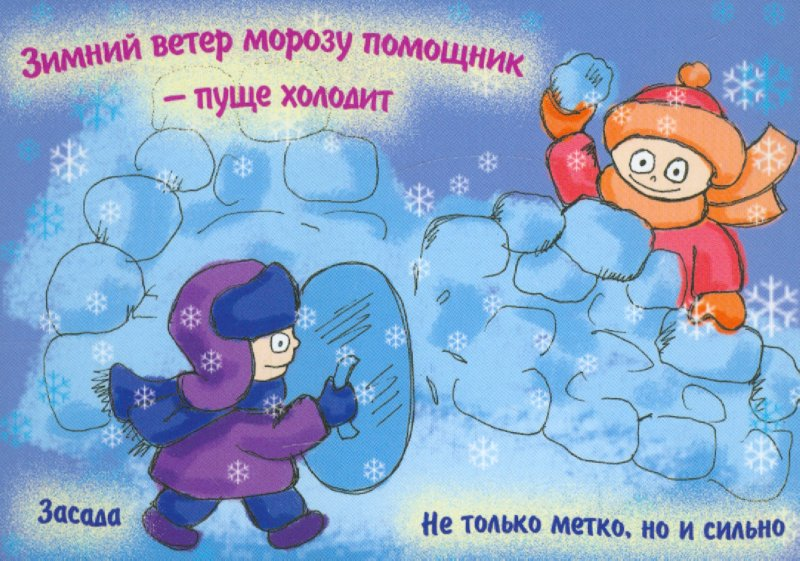 Зимний ветер морозу помощник
– пуще холодит
Засада
Не только метко, но и сильно